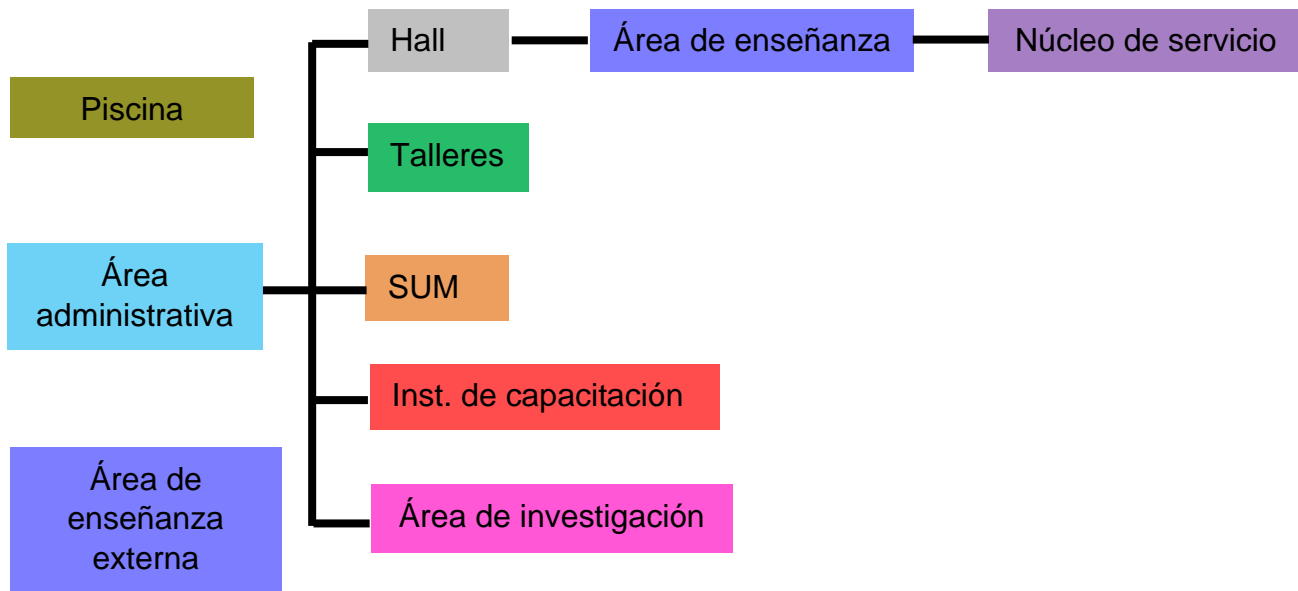 Hall
Área de enseñanza
Núcleo de servicio
Piscina
Talleres
Área
administrativa
SUM
Inst. de capacitación
Área de
enseñanza
externa
Área de investigación